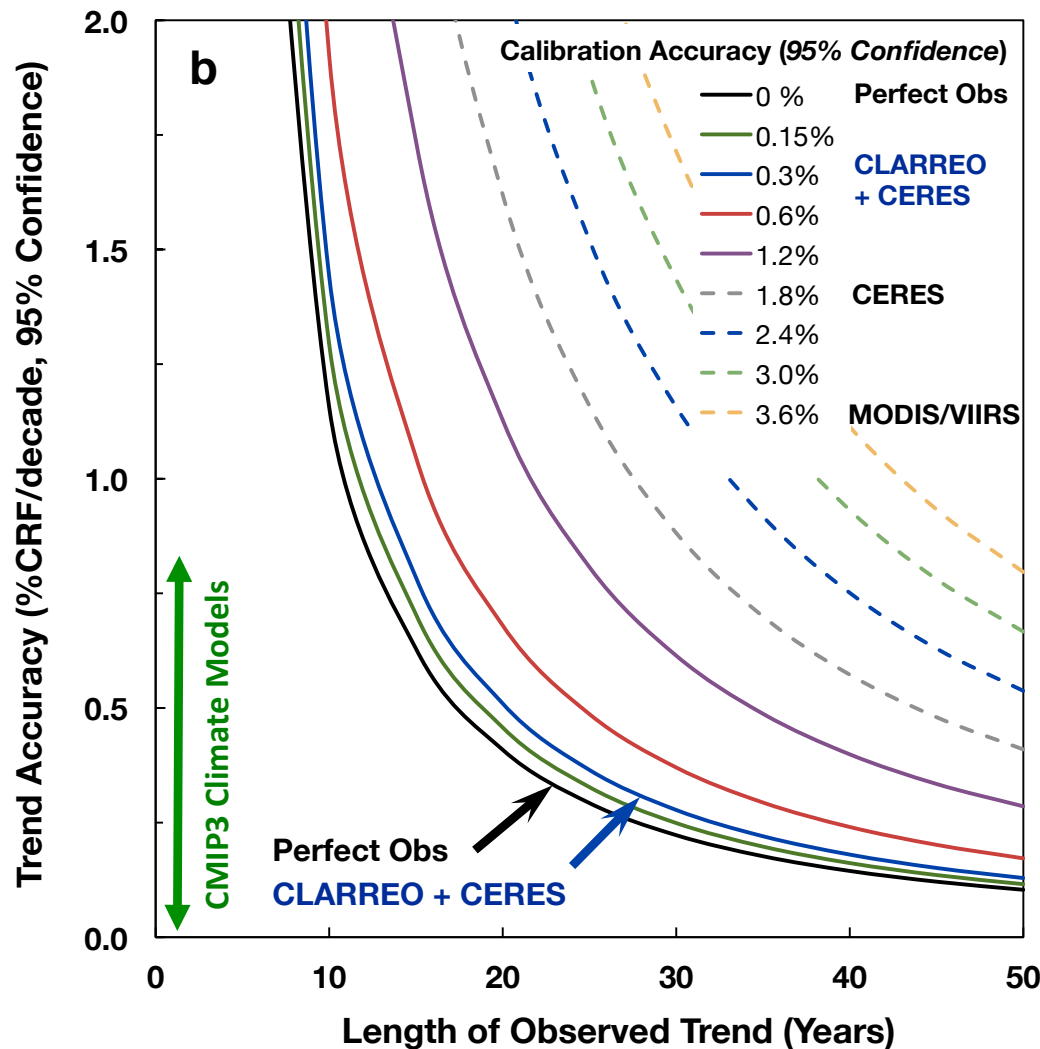 b
Calibration Accuracy (95% Confidence)
0 % Perfect Obs
0.15%
0.3% CLARREO
+ CERES
0.6%
1.2%
1.8% CERES
2.4%
3.0%
3.6% MODIS/VIIRS
Trend Accuracy (%CRF/decade, 95% Confidence)
2.0
1.5
1.0
0.5
0.0
CMIP3 Climate Models
Perfect Obs
CLARREO + CERES
0 10 20 30 40 50
Length of Observed Trend (Years)